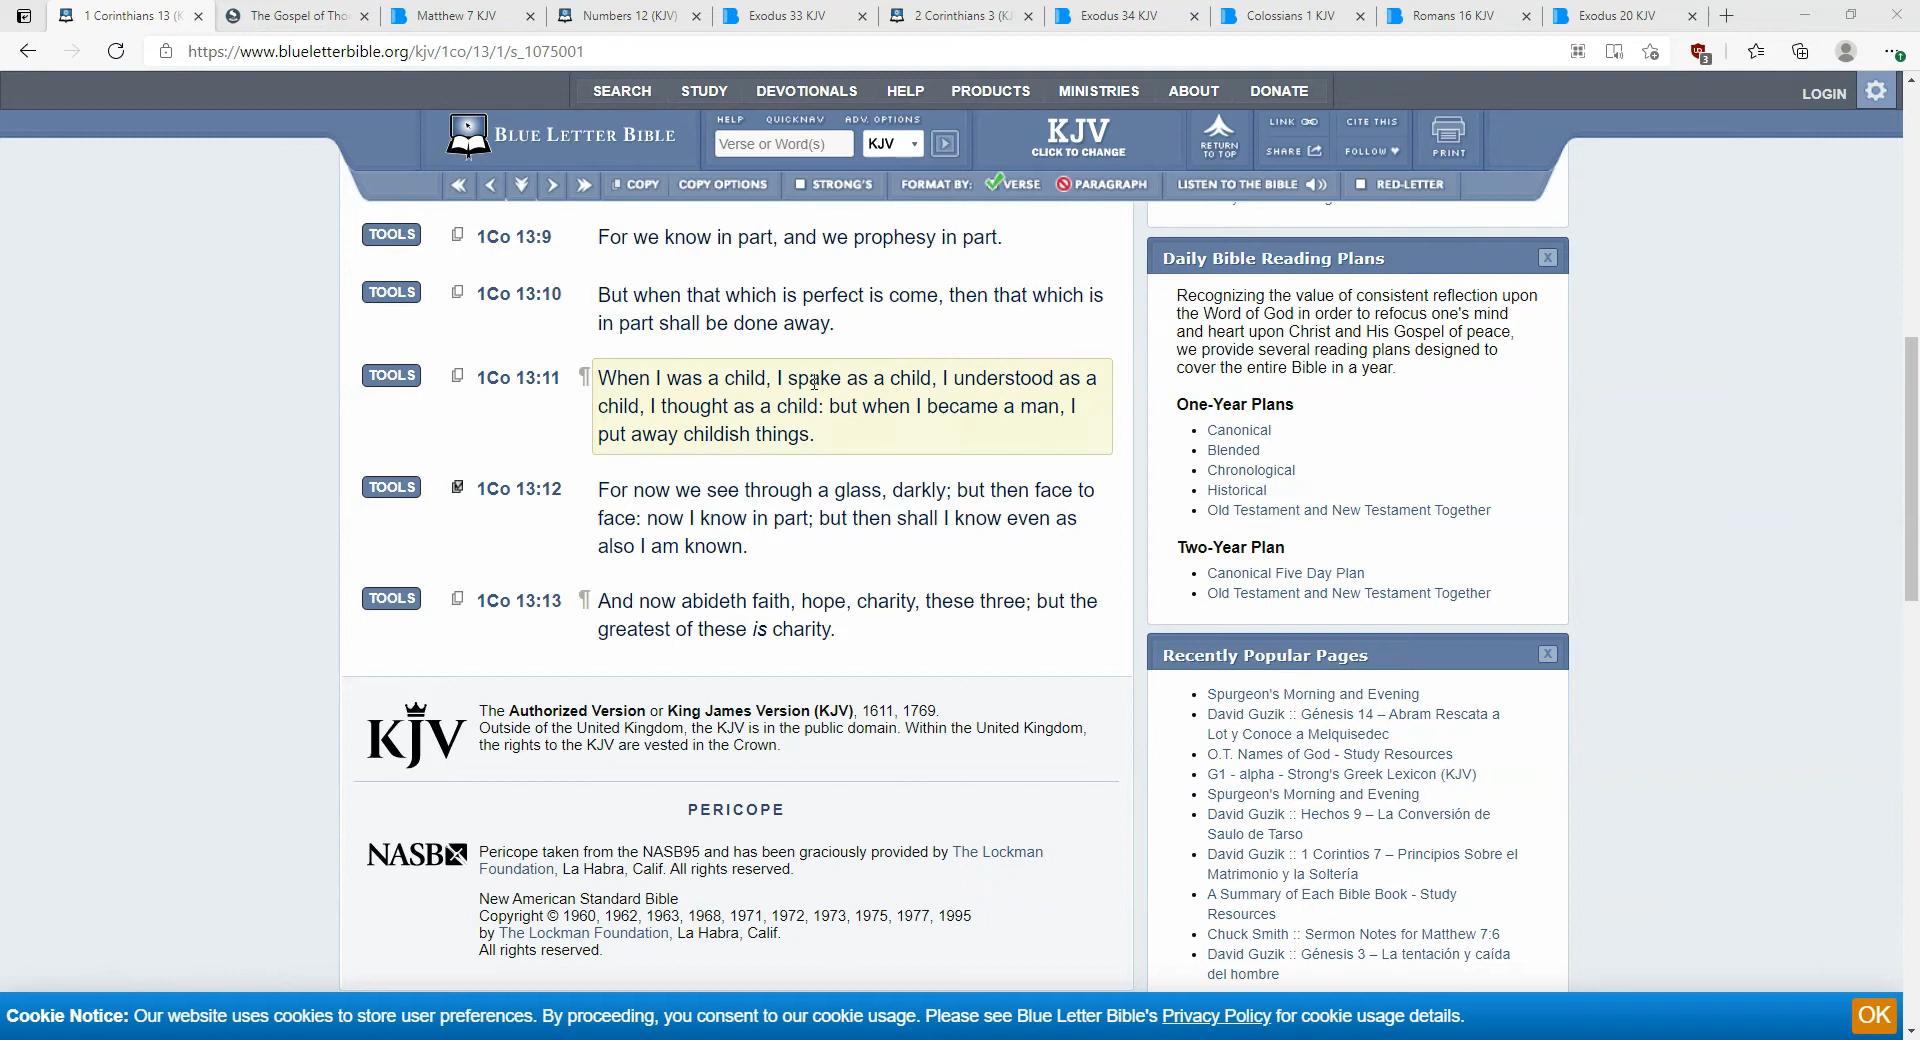 1 Corinthians 13 (K
The Gospel of Tho
Matthew 7 KJV
Numbers 12 (KJV)
Exodus 33 KJV
2 Corinthians 3 (K
Exodus 34 KJV
Colossians 1 KJV
Romans 16 KJV
Exodus 20 KJV
https://www.blueletterbible.org/kjv/1co/13/1/s_1075001
3
SEARCH STUDY DEVOTIONALS HELP PRODUCTS MINISTRIES ABOUT DONATE
LOGIN
BLUE LETTER BIBLE
HELP QUICKNAV ADV. OPTIONS
Verse or Word(s) KJV
KJV
CLICK TO CHANGE
RETURN
TO TOP
LINK CITE THIS
SHARE FOLLOW
PRINT
COPY COPY OPTIONS STRONG'S FORMAT BY: VERSE PARAGRAPH LISTEN TO THE BIBLE RED-LETTER
TOOLS 1Co 13:9 For we know in part, and we prophesy in part.
TOOLS 1Co 13:10 But when that which is perfect is come, then that which is
in part shall be done away.
TOOLS 1Co 13:11 ¶ When I was a child, I spake as a child, I understood as a
child, I thought as a child: but when I became a man, I
put away childish things.
TOOLS 1Co 13:12 For now we see through a glass, darkly; but then face to
face: now I know in part; but then shall I know even as
also I am known.
TOOLS 1Co 13:13 ¶ And now abideth faith, hope, charity, these three; but the
greatest of these is charity.
KJV
The Authorized Version or King James Version (KJV), 1611, 1769.
Outside of the United Kingdom, the KJV is in the public domain. Within the United Kingdom,
the rights to the KJV are vested in the Crown.
PERICOPE
NASB
Pericope taken from the NASB95 and has been graciously provided by The Lockman
Foundation, La Habra, Calif. All rights reserved.
New American Standard Bible
Copyright © 1960, 1962, 1963, 1968, 1971, 1972, 1973, 1975, 1977, 1995
by The Lockman Foundation, La Habra, Calif.
All rights reserved.
Daily Bible Reading Plans X
Recognizing the value of consistent reflection upon
the Word of God in order to refocus one's mind
and heart upon Christ and His Gospel of peace,
we provide several reading plans designed to
cover the entire Bible in a year.
One-Year Plans
Canonical
Blended
Chronological
Historical
Old Testament and New Testament Together
Two-Year Plan
Canonical Five Day Plan
Old Testament and New Testament Together
Recently Popular Pages X
Spurgeon's Morning and Evening
David Guzik :: Génesis 14 – Abram Rescata a
Lot y Conoce a Melquisedec
O.T. Names of God - Study Resources
G1 - alpha - Strong's Greek Lexicon (KJV)
Spurgeon's Morning and Evening
David Guzik :: Hechos 9 – La Conversión de
Saulo de Tarso
David Guzik :: 1 Corintios 7 – Principios Sobre el
Matrimonio y la Soltería
A Summary of Each Bible Book - Study
Resources
Chuck Smith :: Sermon Notes for Matthew 7:6
David Guzik :: Génesis 3 – La tentación y caída
del hombre
Cookie Notice: Our website uses cookies to store user preferences. By proceeding, you consent to our cookie usage. Please see Blue Letter Bible's Privacy Policy for cookie usage details.
OK